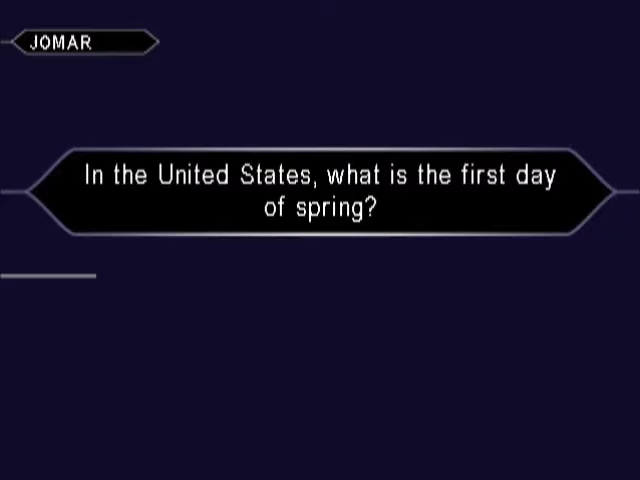 JOMAR
In the United States, what is the first day
of spring?